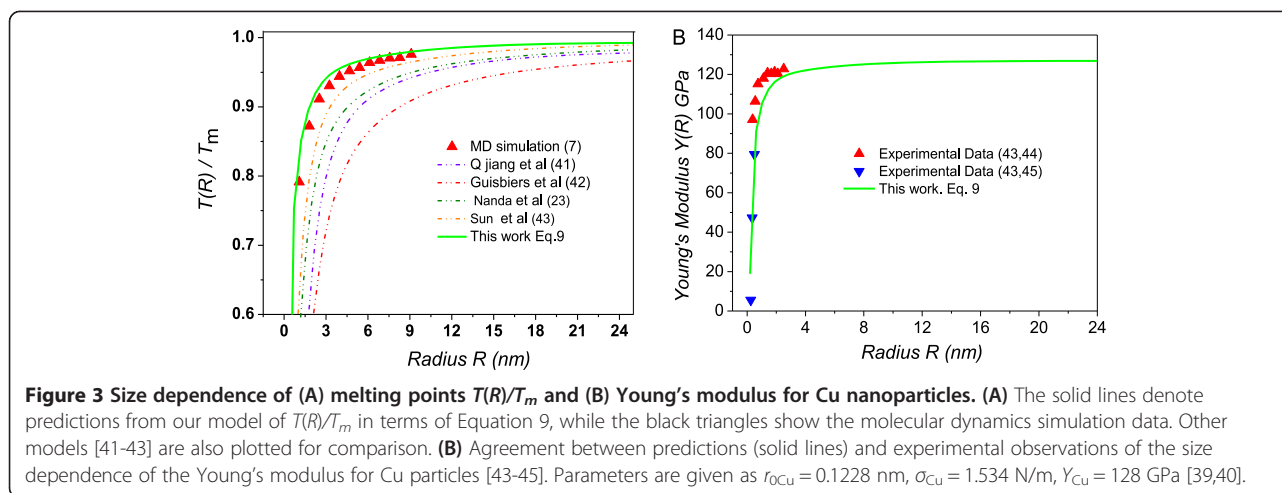 1.0
0.9
0.8
0.7
0.6
T(R) / Tm
MD simulation (7)
Q jiang et al (41)
Guisbiers et al (42)
Nanda et al (23)
Sun et al (43)
This work Eq.9
0 3 6 9 12 15 18 21 24
Radius R (nm)
B
140
120
100
80
60
40
20
0
Young's Modulus Y(R) GPa
Experimental Data (43,44)
Experimental Data (43,45)
This work. Eq. 9
0 4 8 12 16 20 24
Radius R (nm)
Figure 3 Size dependence of (A) melting points T(R)/Tm and (B) Young's modulus for Cu nanoparticles. (A) The solid lines denote
predictions from our model of T(R)/Tm in terms of Equation 9, while the black triangles show the molecular dynamics simulation data. Other
models [41-43] are also plotted for comparison. (B) Agreement between predictions (solid lines) and experimental observations of the size
dependence of the Young's modulus for Cu particles [43-45]. Parameters are given as r0Cu = 0.1228 nm, σCu = 1.534 N/m, YCu = 128 GPa [39,40].